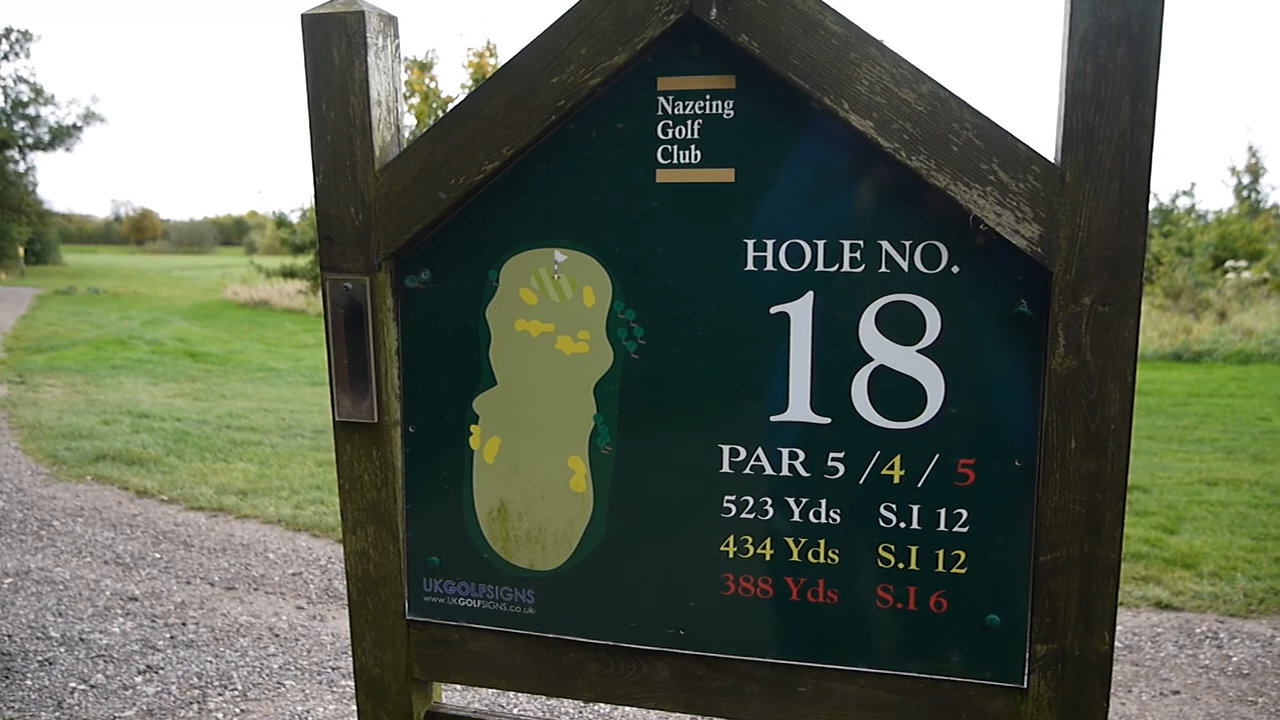 Nazeing
Golf
Club
HOLE NO.
18
PAR 5 / 4 / 5
523 Yds S.I 12
434 Yds S.I 12
388 Yds S.I 6
UKGOLFSIGNS
www.UKGOLFSIGNS.co.uk